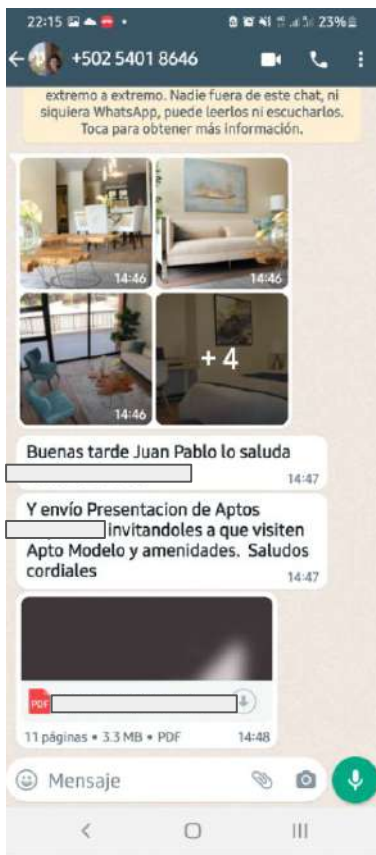 22:15 23%
+502 5401 8646
extremo a extremo. Nadie fuera de este chat, ni
siquiera WhatsApp, puede leerlos ni escucharlos.
Toca para obtener más información.
14:46 14:46
14:46 + 4
Buenas tarde Juan Pablo lo saluda
14:47
Y envío Presentacion de Aptos
invitandoles a que visiten
Apto Modelo y amenidades. Saludos
cordiales
14:47
PDF
11 páginas • 3.3 MB • PDF 14:48
Mensaje